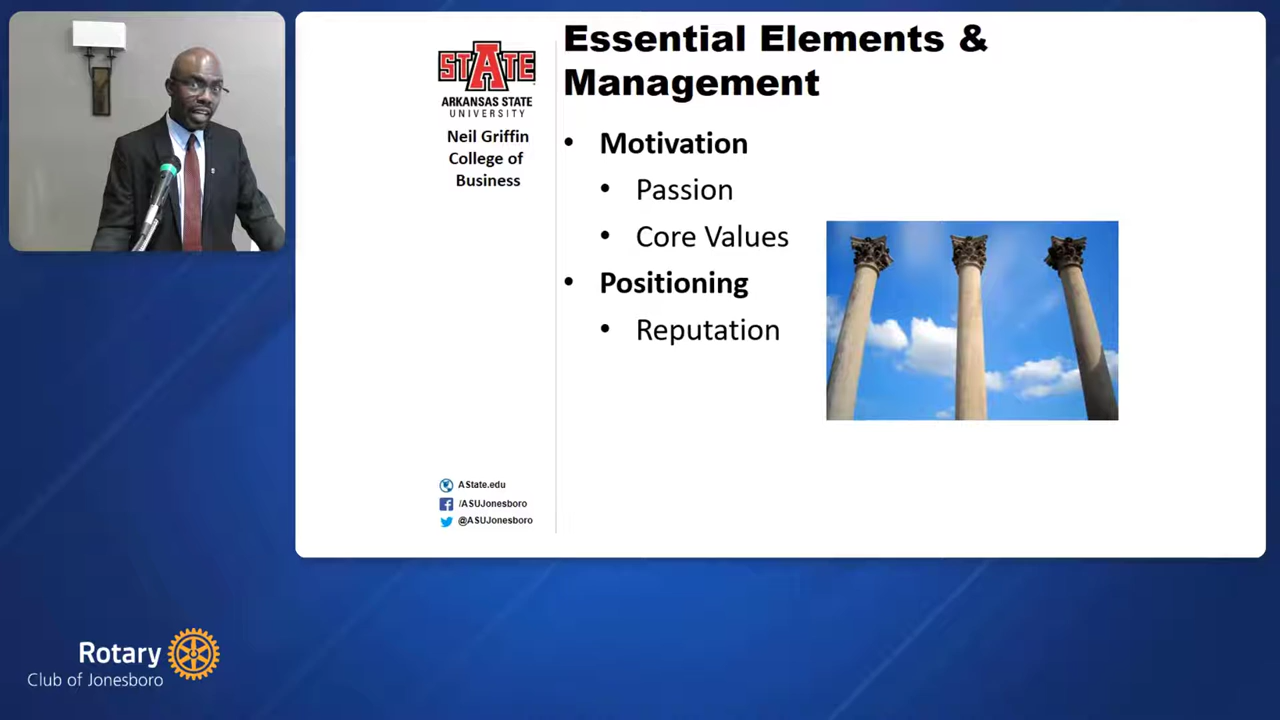 Essential Elements &
Management
STATE
ARKANSAS STATE
UNIVERSITY
Neil Griffin
College of
Business
• Motivation
• Passion
• Core Values
• Positioning
• Reputation
AState.edu
/ASUJonesboro
@ASUJonesboro
Rotary
Club of Jonesboro